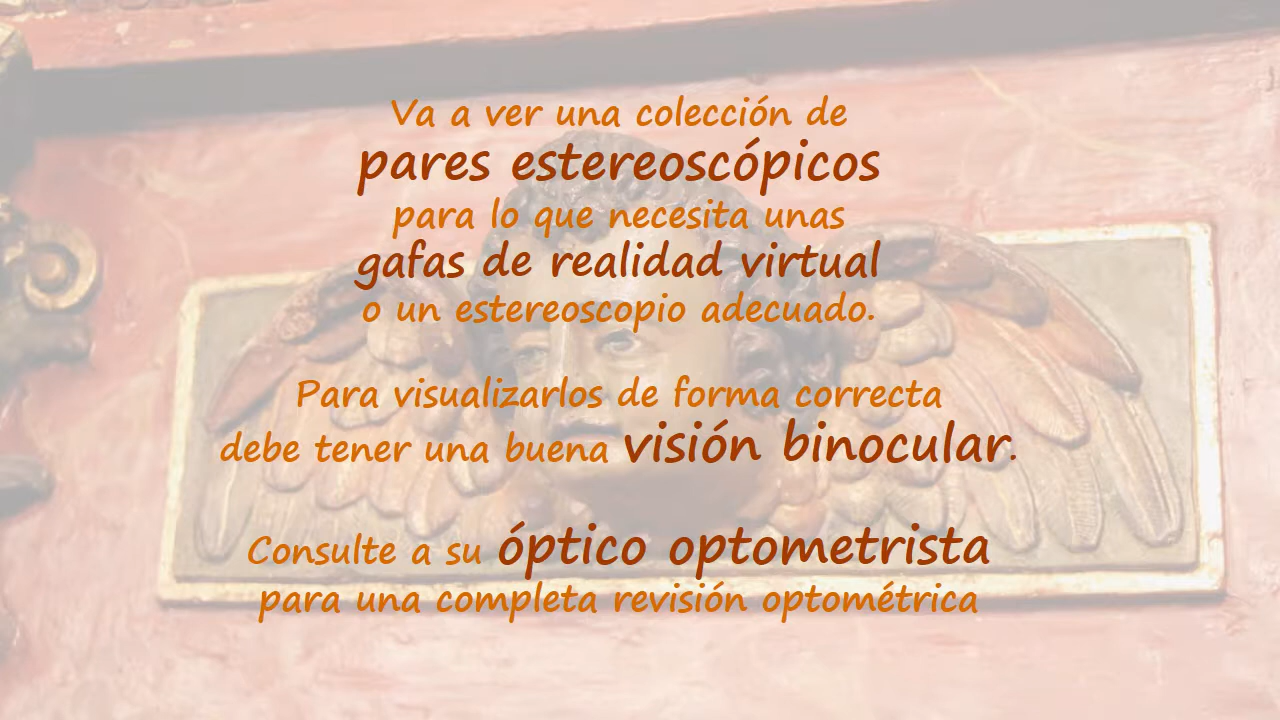 Va a ver una colección de
pares estereoscópicos
para lo que necesita unas
gafas de realidad virtual
o un estereoscopio adecuado.
Para visualizarlos de forma correcta
debe tener una buena visión binocular.
Consulte a su óptico optometrista
para una completa revisión optométrica